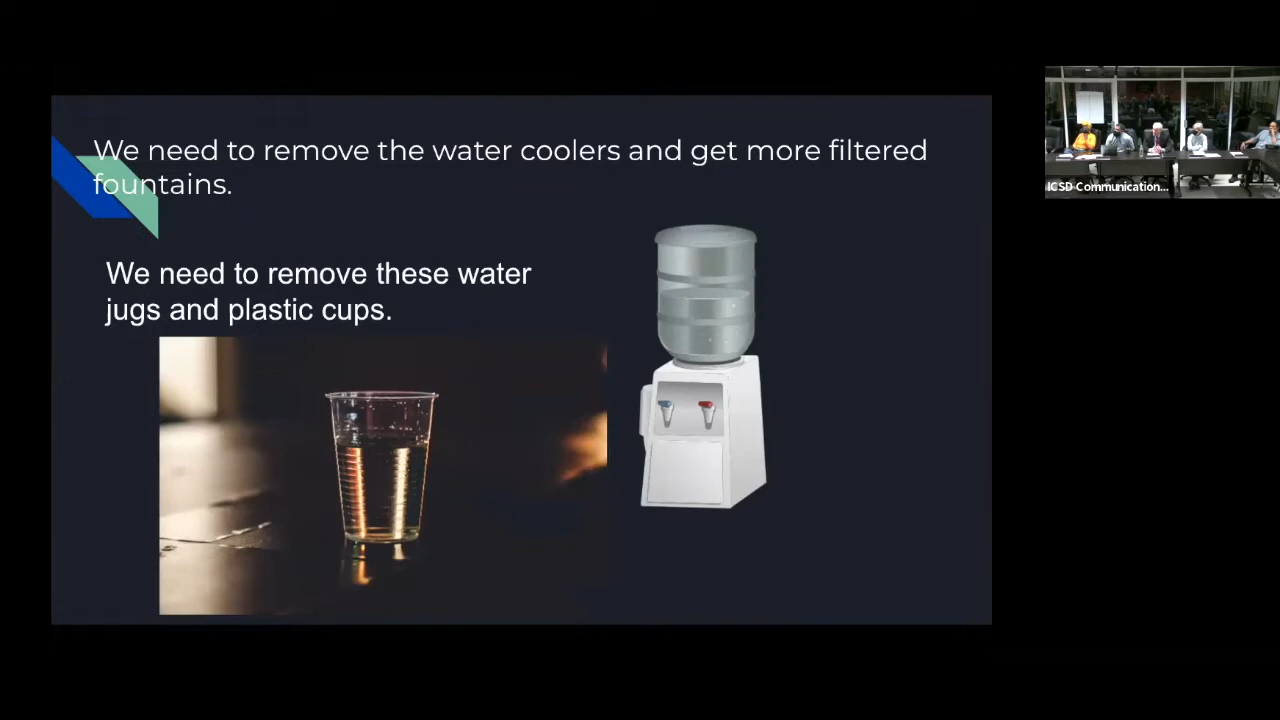 We need to remove the water coolers and get more filtered
fountains.
We need to remove these water
jugs and plastic cups.
ICSD Communication...